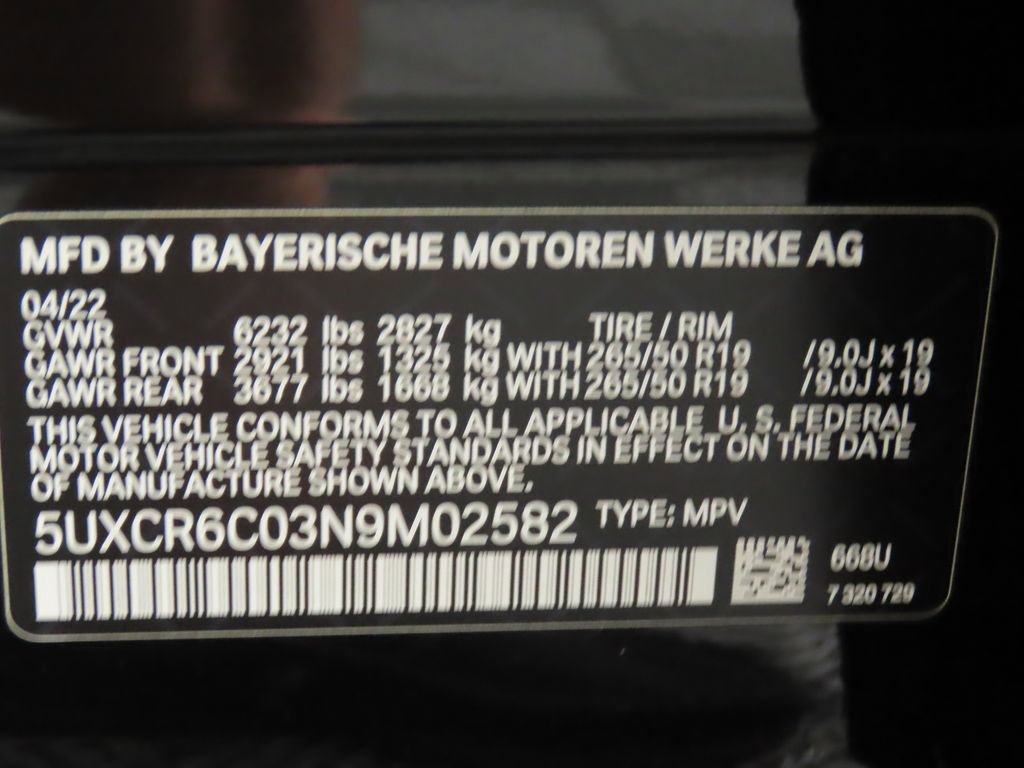 MFD BY BAYERISCHE MOTOREN WERKE AG
04/22
GVWR 6232 lbs 2827 kg TIRE / RIM
GAWR FRONT 2921 lbs 1325 kg WITH 265/50 R19 /9.0J x 19
GAWR REAR 3677 lbs 1668 kg WITH 265/50 R19 /9.0J x 19
THIS VEHICLE CONFORMS TO ALL APPLICABLE U.S. FEDERAL
MOTOR VEHICLE SAFETY STANDARDS IN EFFECT ON THE DATE
OF MANUFACTURE SHOWN ABOVE.
5UXCR6C03N9M02582 TYPE: MPV
668U
7 320 729